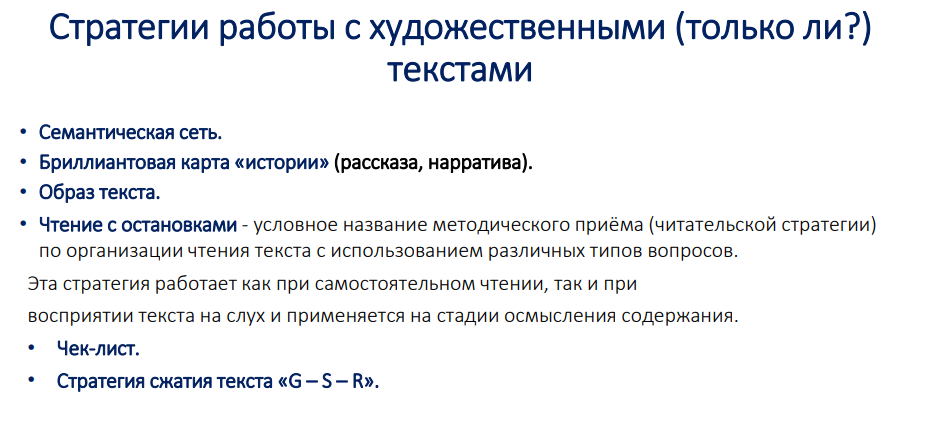 Стратегии работы с художественными (только ли?)
текстами
• Семантическая сеть.
• Бриллиантовая карта «истории» (рассказа, нарратива).
• Образ текста.
• Чтение с остановками - условное название методического приёма (читательской стратегии)
по организации чтения текста с использованием различных типов вопросов.
Эта стратегия работает как при самостоятельном чтении, так и при
восприятии текста на слух и применяется на стадии осмысления содержания.
• Чек-лист.
• Стратегия сжатия текста «G – S – R».